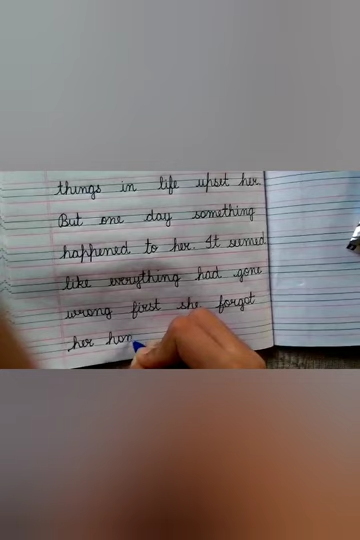 things in life upset her.
But one day something
happened to her. It seemed
like everything had gone
wrong first she forgot
her hom